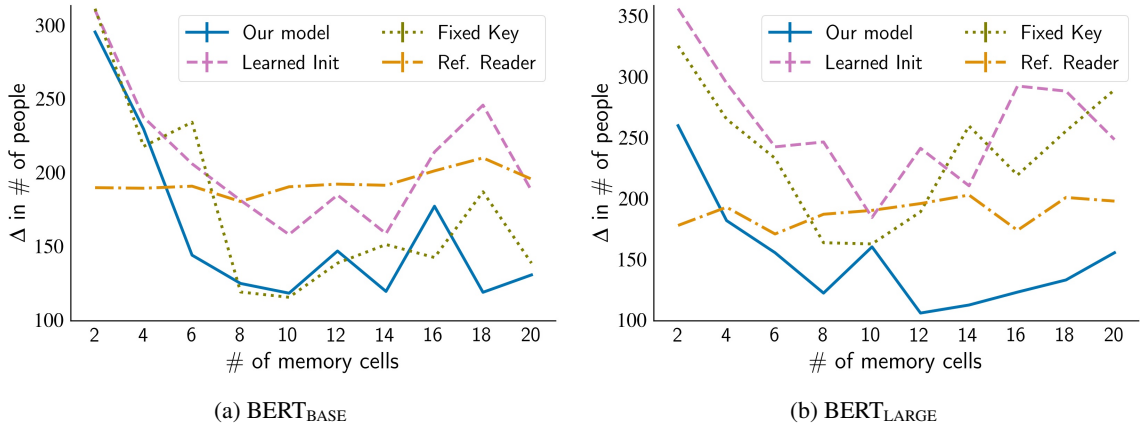 300
250
200
150
100
Δ in # of people
Our model
Learned Init
Fixed Key
Ref. Reader
2 4 6 8 10 12 14 16 18 20
# of memory cells
(a) BERT_BASE
350
300
250
200
150
100
Δ in # of people
Our model
Learned Init
Fixed Key
Ref. Reader
2 4 6 8 10 12 14 16 18 20
# of memory cells
(b) BERT_LARGE